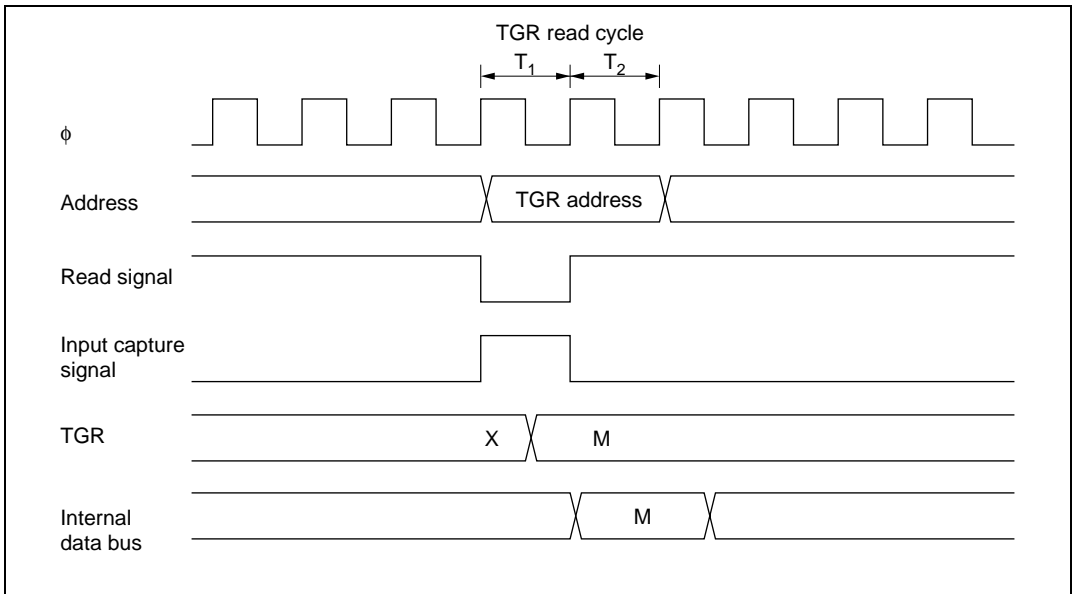 TGR read cycle
T1 T2
ϕ
Address
TGR address
Read signal
Input capture
signal
TGR
X M
Internal
data bus
M